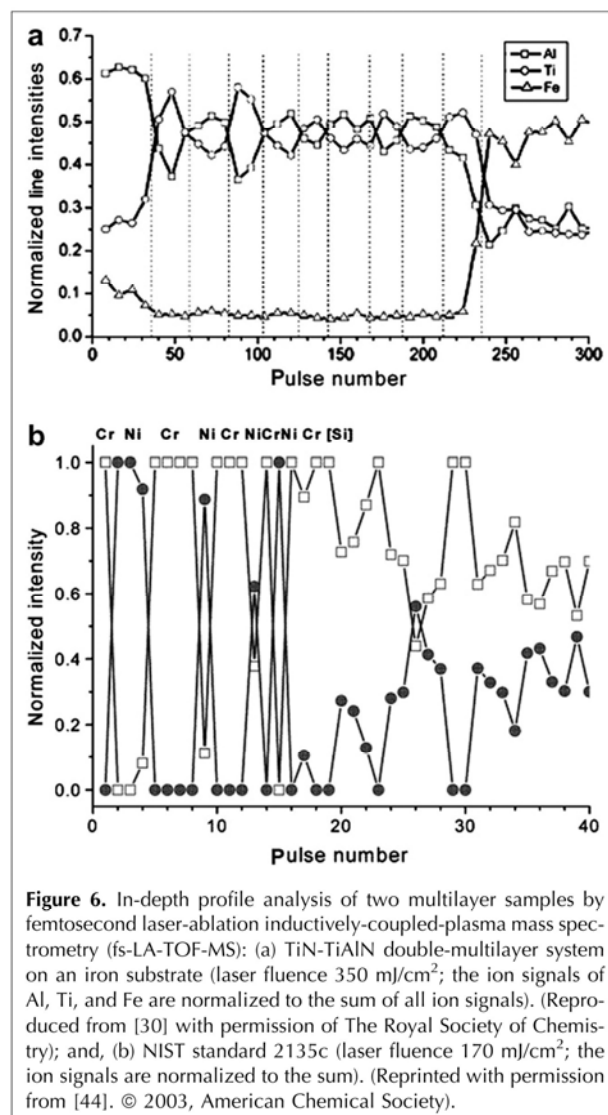 a
0.7
0.6
0.5
0.4
0.3
0.2
0.1
0.0
Normalized line intensities
Al
Ti
Fe
0 50 100 150 200 250 300
Pulse number
b
Cr Ni Cr Ni Cr NiCrNi Cr [Si]
1.0
0.8
0.6
0.4
0.2
0.0
Normalized intensity
0 10 20 30 40
Pulse number
Figure 6. In-depth profile analysis of two multilayer samples by
femtosecond laser-ablation inductively-coupled-plasma mass spec-
trometry (fs-LA-TOF-MS): (a) TiN-TiAlN double-multilayer system
on an iron substrate (laser fluence 350 mJ/cm²; the ion signals of
Al, Ti, and Fe are normalized to the sum of all ion signals). (Repro-
duced from [30] with permission of The Royal Society of Chemis-
try); and, (b) NIST standard 2135c (laser fluence 170 mJ/cm²; the
ion signals are normalized to the sum). (Reprinted with permission
from [44]. © 2003, American Chemical Society).